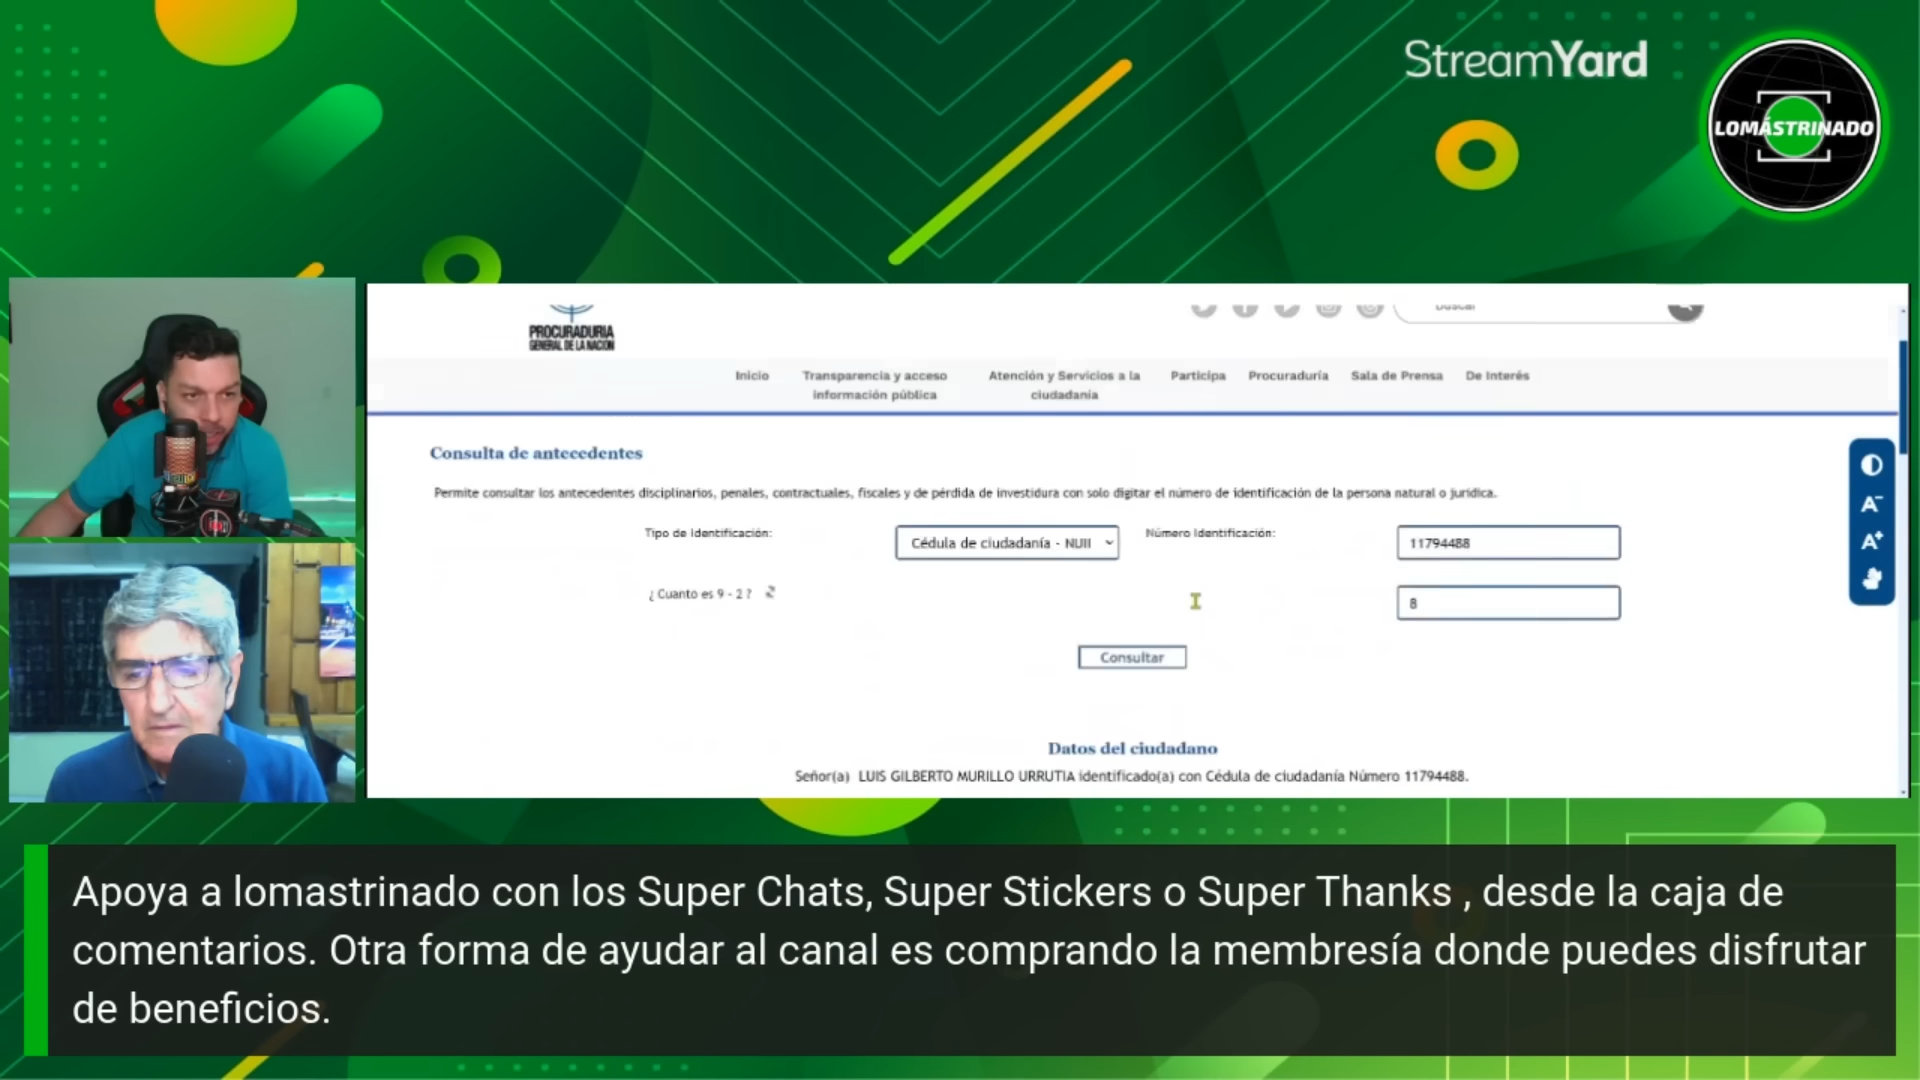 StreamYard
LOMÁSTRINADO
PROCURADURIA
GENERAL DE LA NACION
Buscar
Inicio
Transparencia y acceso
información pública
Atención y Servicios a la
ciudadanía
Participa
Procuraduría
Sala de Prensa
De Interés
Consulta de antecedentes
Permite consultar los antecedentes disciplinarios, penales, contractuales, fiscales y de pérdida de investidura con solo digitar el número de identificación de la persona natural o jurídica.
Tipo de Identificación:
Cédula de ciudadanía - NUII
Número Identificación:
11794488
¿ Cuanto es 9 - 2 ?
8
Consultar
Datos del ciudadano
Señor(a) LUIS GILBERTO MURILLO URRUTIA identificado(a) con Cédula de ciudadanía Número 11794488.
A-
A+
Apoya a lomastrinado con los Super Chats, Super Stickers o Super Thanks , desde la caja de
comentarios. Otra forma de ayudar al canal es comprando la membresía donde puedes disfrutar
de beneficios.